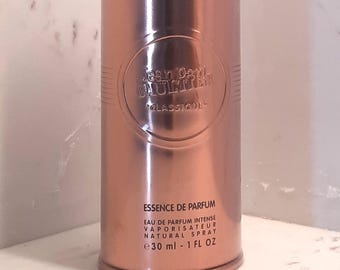 Jean Paul
GAULTIER
"CLASSIQUE"
ESSENCE DE PARFUM
EAU DE PARFUM INTENSE
VAPORISATEUR
NATURAL SPRAY
℮30 ml - 1 FL OZ